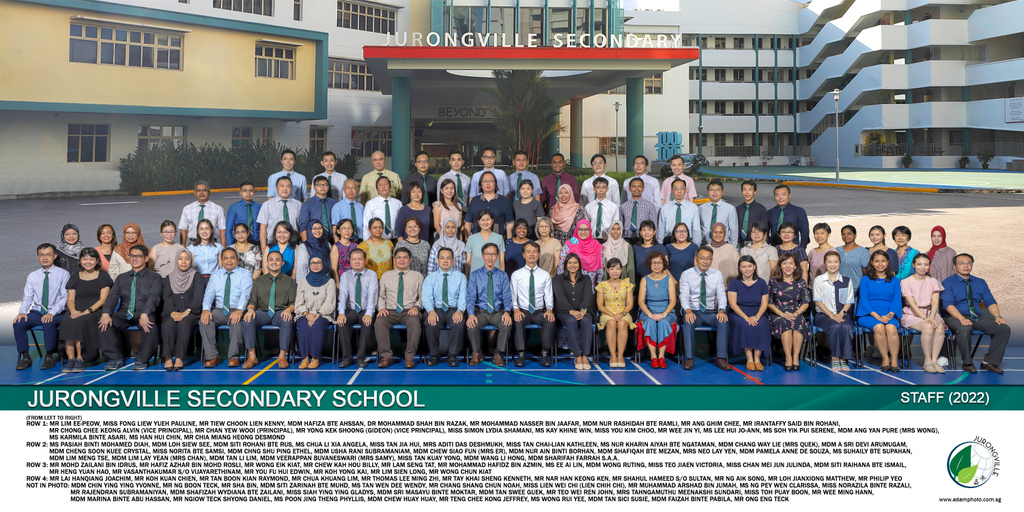 JURONGVILLE SECONDARY
BEYOND
JURONGVILLE SECONDARY SCHOOL
STAFF (2022)
(FROM LEFT TO RIGHT)
ROW 1: MR LIM EE-PEOW, MISS FONG LIEW YUEH PAULINE, MR TIEW CHOON LIEN KENNY, MDM HAFIZA BTE AHSSAN, DR MOHAMMAD SHAH BIN RAZAK, MR MOHAMMAD NASSER BIN JAAFAR, MDM NUR RASHIDAH BTE RAMLI, MR ANG GHIM CHEE, MR IRANTAFFY SAID BIN ROHANI,
MR CHONG CHEE KEONG ALVIN (VICE PRINCIPAL), MR CHAN YEW WOOI (PRINCIPAL), MR YONG KEK SHOONG (GIDEON) (VICE PRINCIPAL), MISS SIMON LYDIA SHAMANI, MS KAY KHINE WIN, MISS YOU KIM CHOO, MR WEE JIN YI, MS LEE HUI JO-ANN, MS SOH YIK PUI SERENE, MDM ANG YAN PURE (MRS WONG),
MS KARMILA BINTE ASARI, MS HAN HUI CHIN, MR CHIA MIANG HEONG DESMOND
ROW 2: MS PASIAH BINTI MOHAMED DIAH, MDM LOH SIEW SEE, MDM SITI ROHANI BTE RUS, MS CHUA LI XIA ANGELA, MISS TAN JIA HUI, MRS ADITI DAS DESHMUKH, MISS TAN CHAI-LIAN KATHLEEN, MS NUR KHARIN AIYAH BTE NGATAMAN, MDM CHANG WAY LIE (MRS QUEK), MDM A SRI DEVI ARUMUGAM,
MDM CHENG SOON KUEE CRYSTAL, MISS NORITA BTE SAMSI, MDM CHNG SHU PING ETHEL, MDM USHA RANI SUBRAMANIAM, MDM CHEW SIAO FUN (MRS ER), MDM NUR AIN BINTI BORHAN, MDM SHAFIQAH BTE MEZAN, MRS NEO LAY YEN, MDM PAMELA ANNE DE SOUZA, MS SUHAILY BTE SUPAHAN,
MDM LIM MENG TSE, MDM LIM LAY YEAN (MRS CHAN), MDM TAN LI LIM, MDM VEERAPPAN BUVANESWARI (MRS SAMY), MISS TAN KUAY YONG, MDM WANG LI HONG, MDM SHARIFAH FARRAH S.A.A.
ROW 3: MR MOHD ZULANI BIN IDRUS, MR HAFIZ AZHAR BIN MOHD ROSLI, MR WONG EIK KIAT, MR CHEW KAH HOU BILLY, MR LAM SENG TAT, MR MOHAMMAD HAFIDZ BIN AZMIN, MS EE AI LIN, MDM WONG RUTING, MISS TEO JIAEN VICTORIA, MISS CHAN MEI JUN JULINDA, MDM SITI RAIHANA BTE ISMAIL,
MR HENG YUAN HAO, MR VASANTHAKUMAR S/O VIJAYARETHINAM, MR YOU FU HUI EDWIN, MR KOH YONG KAI, MR LIM SIEN LONG, MR WONG CHUN KIAT
ROW 4: MR LAI HANQIANG JOACHIM, MR KOH KUAN CHIEN, MR TAN BOON KIAN RAYMOND, MR CHUA KHUANG LIM, MR THOMAS LEE MING ZHI, MR TAY KHAI SHENG KENNETH, MR NAR HAN KEONG KEN, MR SHAHUL HAMEED S/O SULTAN, MR NG AIK SONG, MR LOH JIANXIONG MATTHEW, MR PHILIP YEO
NOT IN PHOTO: MDM CHIN YING YING YVONNE, MR NG BOON TECK, MR SHA BIN, MDM SITI ZARINAH BTE MUHD, MS TAN WEN DEE WENDY, MR CHANG SHANG CHUN NOAH, MISS LIEN WEI CHI (LIEN CHIH CHI), MR MUHAMMAD ARSHAD BIN JUMAH, MS NG PEY WEN CLARISSA, MISS NORAZILA BINTE RAZALI,
MR RAJENDRAN SUBRAMANIAN, MDM SHAFIZAH WYDIANA BTE ZAILANI, MISS SIAH YING YING GLADYS, MDM SRI MASAYU BINTE MOKTAR, MDM TAN SWEE GUEK, MR TEO WEI REN JOHN, MRS TAHNGAMUTHU MEENAKSHI SUNDARI, MISS TOH PUAY BOON, MR WEE MING HANN,
MDM MARINA BINTE ABU HASSAN, MR NGIOW TECK SHYONG DANIEL, MS POON JING THENG PHYLLIS, MDM CHEW HUAY HUAY, MR TENG CHEE KONG JEFFREY, MS WONG RUI YEE, MDM TAN SICI SUSIE, MDM FAIZAH BINTE PABILA, MR ONG ENG TECK
JURONGVILLE
www.adamphoto.com.sg